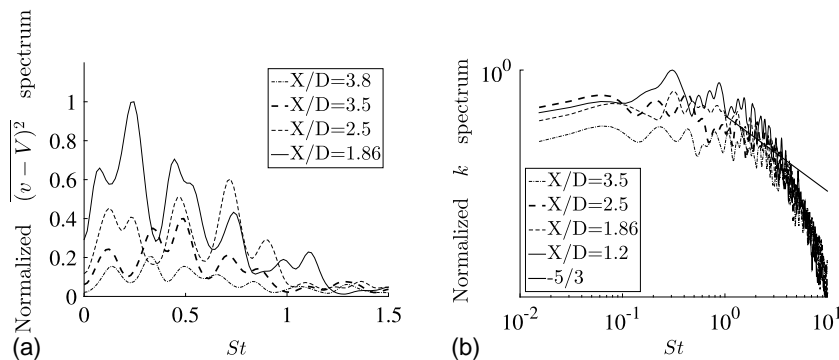 Normalized $\overline{(v-V)^2}$ spectrum
1
0.8
0.6
0.4
0.2
0
0
0.5
1
1.5
X/D=3.8
X/D=3.5
X/D=2.5
X/D=1.86
St
(a)
Normalized k spectrum
10^0
X/D=3.5
X/D=2.5
X/D=1.86
X/D=1.2
-5/3
10^-2
10^-1
10^0
10^1
St
(b)